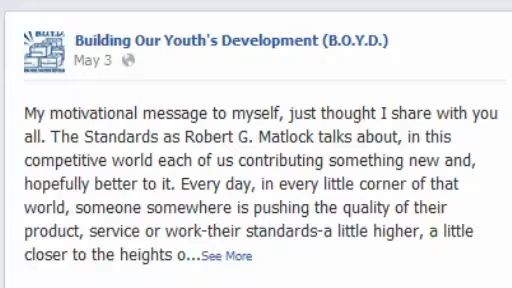 B.O.Y.D.
Building Our Youth's Development (B.O.Y.D.)
May 3
My motivational message to myself, just thought I share with you
all. The Standards as Robert G. Matlock talks about, in this
competitive world each of us contributing something new and,
hopefully better to it. Every day, in every little corner of that
world, someone somewhere is pushing the quality of their
product, service or work-their standards-a little higher, a little
closer to the heights o...See More